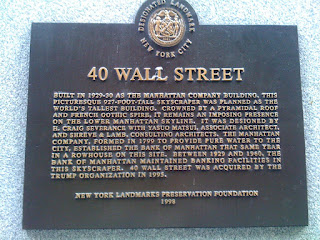 DESIGNATED LANDMARK
NEW YORK CITY
40 WALL STREET
BUILT IN 1929-30 AS THE MANHATTAN COMPANY BUILDING, THIS
PICTURESQUE 927-FOOT-TALL SKYSCRAPER WAS PLANNED AS THE
WORLD'S TALLEST BUILDING. CROWNED BY A PYRAMIDAL ROOF
AND FRENCH GOTHIC SPIRE, IT REMAINS AN IMPOSING PRESENCE
ON THE LOWER MANHATTAN SKYLINE. IT WAS DESIGNED BY
H. CRAIG SEVERANCE WITH YASUO MATSUI, ASSOCIATE ARCHITECT,
AND SHREVE & LAMB, CONSULTING ARCHITECTS. THE MANHATTAN
COMPANY, FORMED IN 1799 TO PROVIDE PURE WATER TO THE
CITY, ESTABLISHED THE BANK OF MANHATTAN THAT SAME YEAR
IN A ROWHOUSE ON THIS SITE. BETWEEN 1929 AND 1960, THE
BANK OF MANHATTAN MAINTAINED BANKING FACILITIES IN
THIS SKYSCRAPER. 40 WALL STREET WAS ACQUIRED BY THE
TRUMP ORGANIZATION IN 1995.
NEW YORK LANDMARKS PRESERVATION FOUNDATION
1998